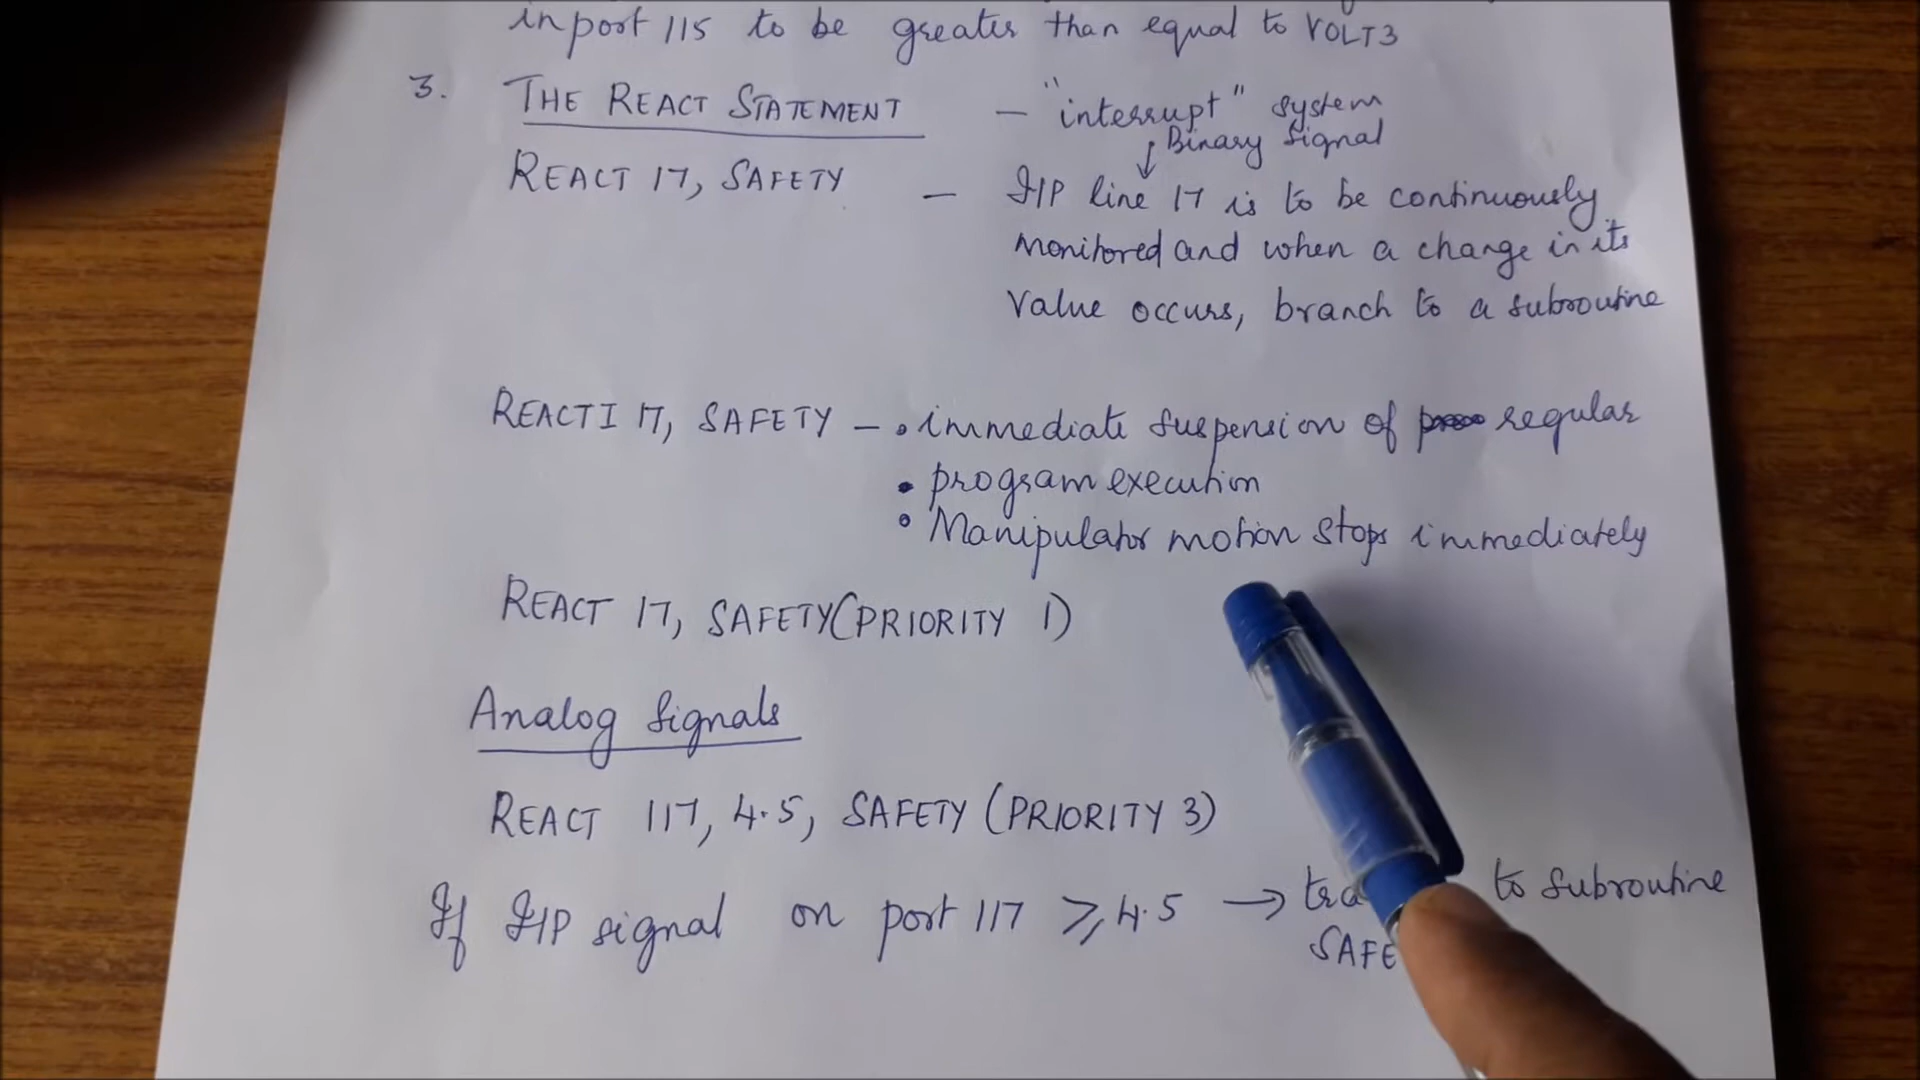 in port 115 to be greater than equal to VOLT3
3. THE REACT STATEMENT - "interrupt" system
Binary Signal
REACT 17, SAFETY - I/P line 17 is to be continuously
monitored and when a change in its
value occurs, branch to a subroutine
REACTI 17, SAFETY - • immediate suspension of regular
• program execution
• Manipulator motion stops immediately
REACT 17, SAFETY(PRIORITY 1)
Analog Signals
REACT 117, 4.5, SAFETY (PRIORITY 3)
If I/P signal on port 117 ≥ 4.5 → to subroutine